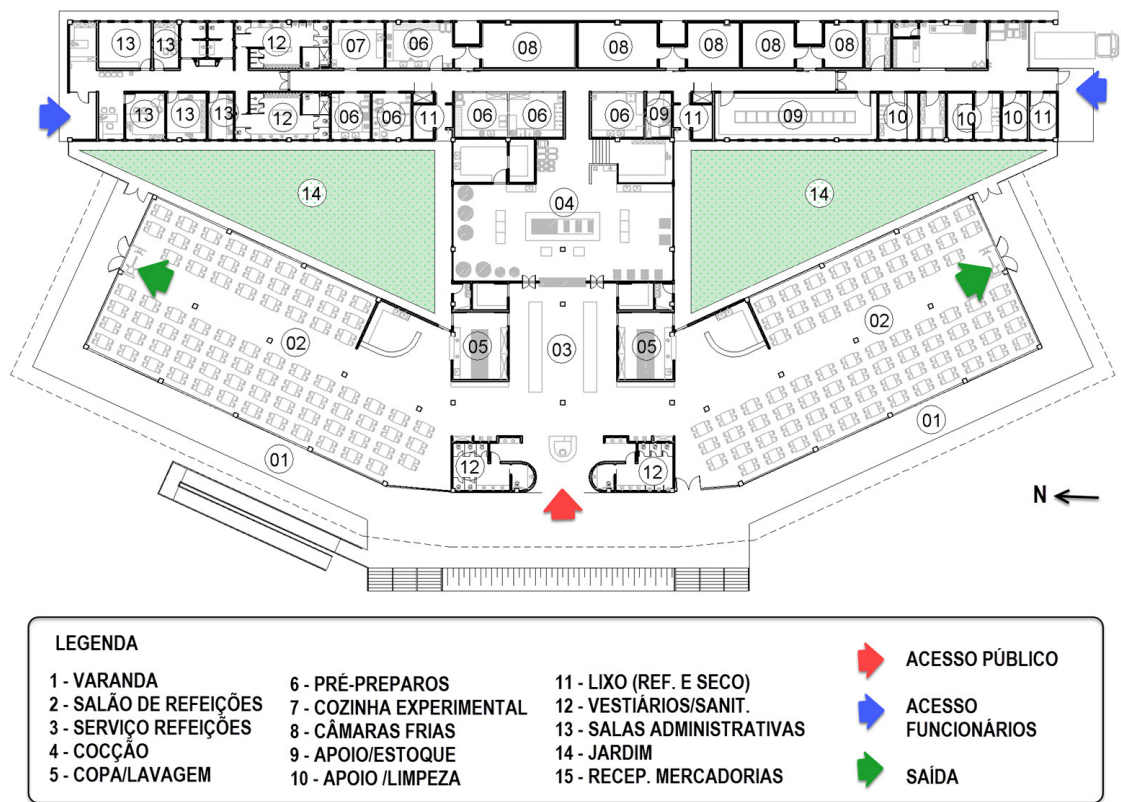 13 13 12 07 06 08 08 08 08 08
13 13 13 12 06 06 11 06 06 06 09 11 09 10 10 10 11
14 04 14
02 05 03 05 02
01 12 12 01
N
LEGENDA
1 - VARANDA
2 - SALÃO DE REFEIÇÕES
3 - SERVIÇO REFEIÇÕES
4 - COCÇÃO
5 - COPA/LAVAGEM
6 - PRÉ-PREPAROS
7 - COZINHA EXPERIMENTAL
8 - CÂMARAS FRIAS
9 - APOIO/ESTOQUE
10 - APOIO /LIMPEZA
11 - LIXO (REF. E SECO)
12 - VESTIÁRIOS/SANIT.
13 - SALAS ADMINISTRATIVAS
14 - JARDIM
15 - RECEP. MERCADORIAS
ACESSO PÚBLICO
ACESSO
FUNCIONÁRIOS
SAÍDA